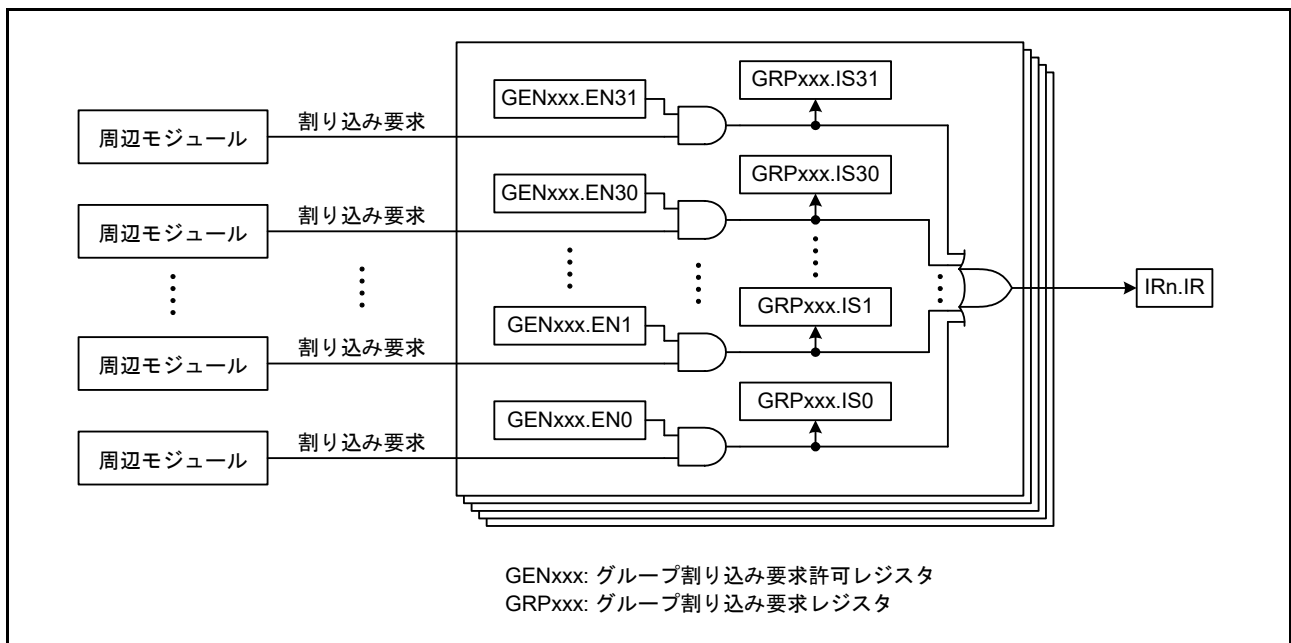 GRPxxx.IS31
GENxxx.EN31
割り込み要求
周辺モジュール
GRPxxx.IS30
GENxxx.EN30
割り込み要求
周辺モジュール
GRPxxx.IS1
IRn.IR
GENxxx.EN1
割り込み要求
周辺モジュール
GRPxxx.IS0
GENxxx.EN0
割り込み要求
周辺モジュール
GENxxx: グループ割り込み要求許可レジスタ
GRPxxx: グループ割り込み要求レジスタ